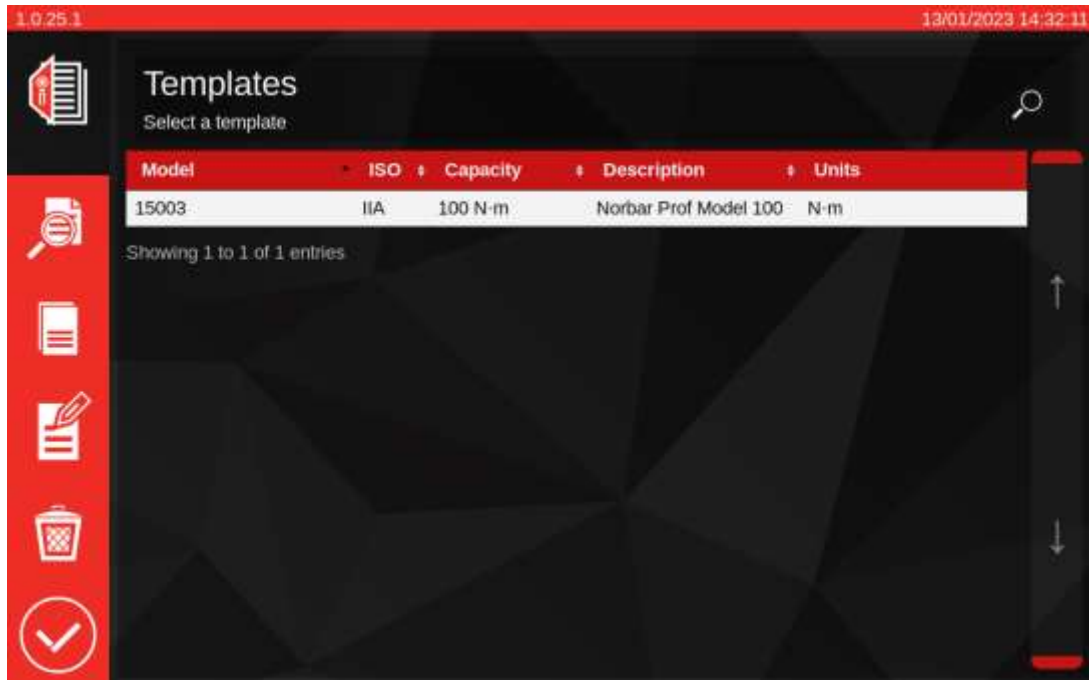 1.0.25.1 13/01/2023 14:32:11
Templates
Select a template
Model ISO Capacity Description Units
15003 IIA 100 N·m Norbar Prof Model 100 N·m
Showing 1 to 1 of 1 entries